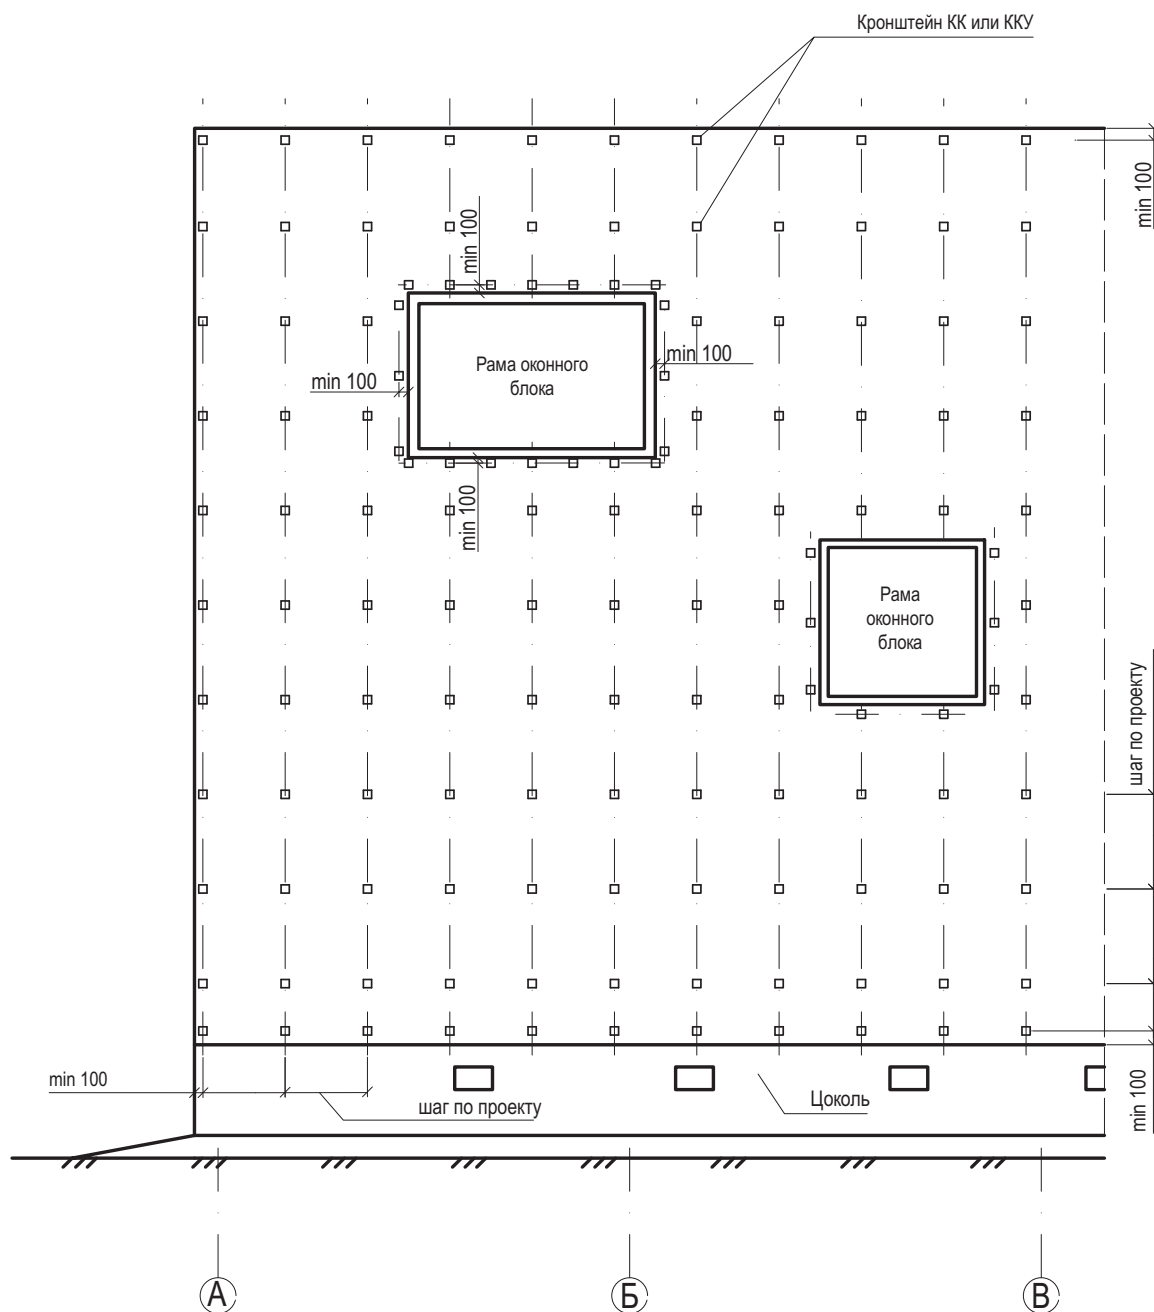 Кронштейн КК или ККУ
min 100
min 100
min 100
min 100
Рама оконного
блока
min 100
Рама
оконного
блока
шаг по проекту
min 100
шаг по проекту
Цоколь
min 100
А
Б
В